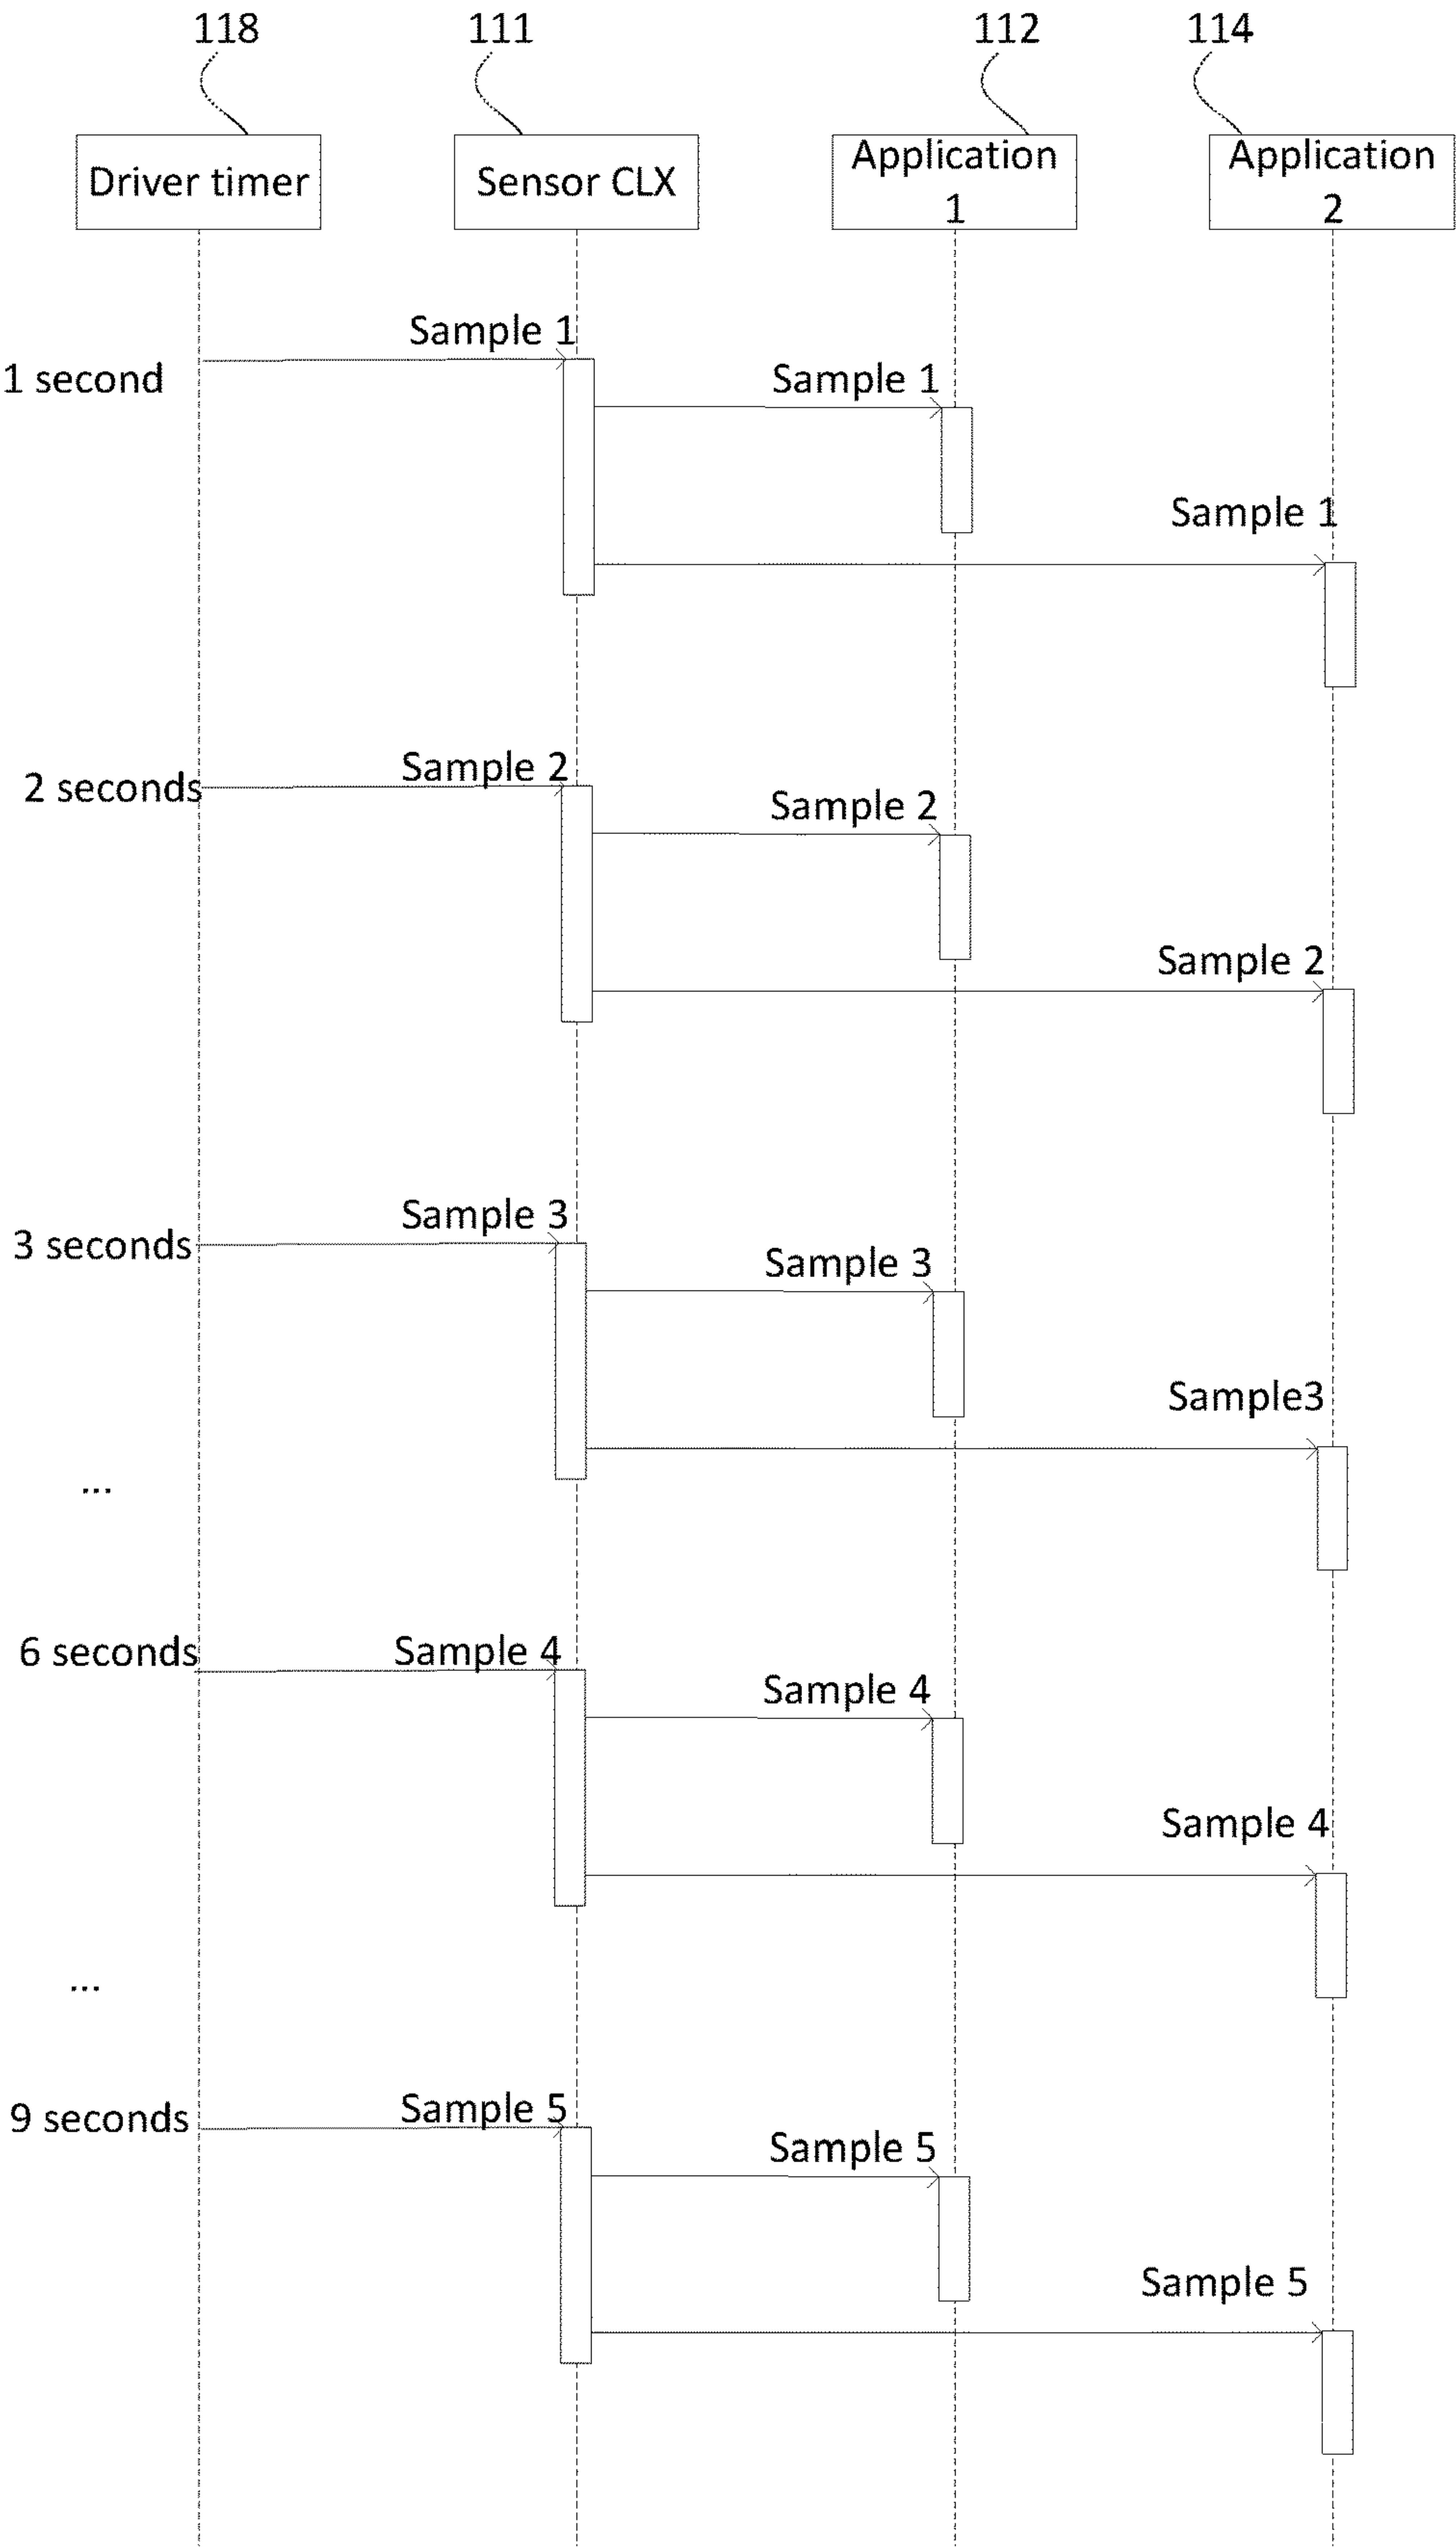 118
111
112
114
Driver timer
Sensor CLX
Application
1
Application
2
Sample 1
1 second
Sample 1
Sample 1
Sample 2
2 seconds
Sample 2
Sample 2
Sample 3
3 seconds
Sample 3
Sample3
...
Sample 4
6 seconds
Sample 4
Sample 4
...
Sample 5
9 seconds
Sample 5
Sample 5